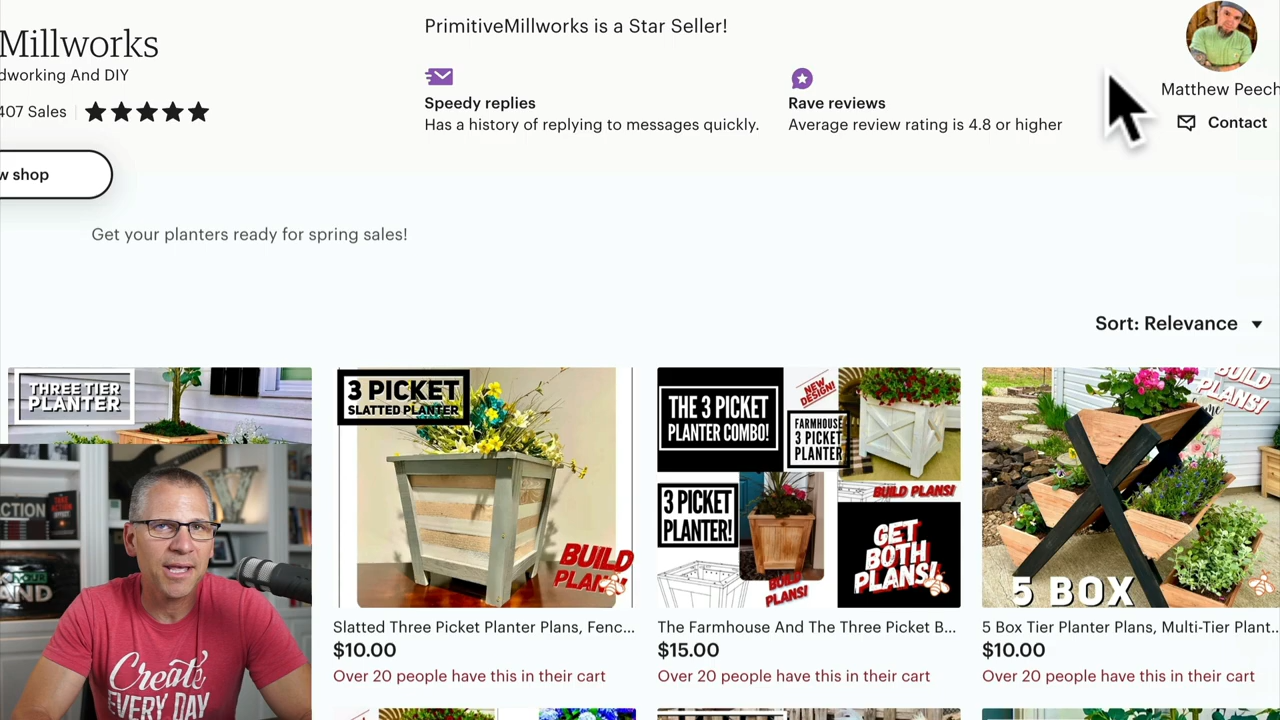 PrimitiveMillworks is a Star Seller!
Millworks
dworking And DIY
407 Sales
Speedy replies
Has a history of replying to messages quickly.
Rave reviews
Average review rating is 4.8 or higher
Matthew Peech
Contact
w shop
Get your planters ready for spring sales!
Sort: Relevance
THREE TIER
PLANTER
3 PICKET
SLATTED PLANTER
BUILD
PLANS
THE 3 PICKET
PLANTER COMBO!
NEW
DESIGN!
FARMHOUSE
3 PICKET
PLANTER
BUILD PLANS!
3 PICKET
PLANTER!
BUILD
PLANS!
GET
BOTH
PLANS!
BUILD
PLANS!
5 BOX
Slatted Three Picket Planter Plans, Fenc...
$10.00
Over 20 people have this in their cart
The Farmhouse And The Three Picket B...
$15.00
Over 20 people have this in their cart
5 Box Tier Planter Plans, Multi-Tier Plant...
$10.00
Over 20 people have this in their cart
CTION
YOUR
AND
Create
EVERY DAY